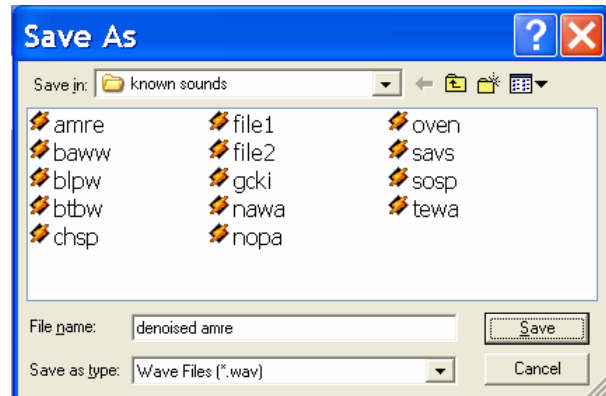 Save As
Save in: known sounds
amre file1 oven
baww file2 savs
blpw gcki sosp
btbw nawa tewa
chsp nopa
File name: denoised amre Save
Save as type: Wave Files (*.wav) Cancel